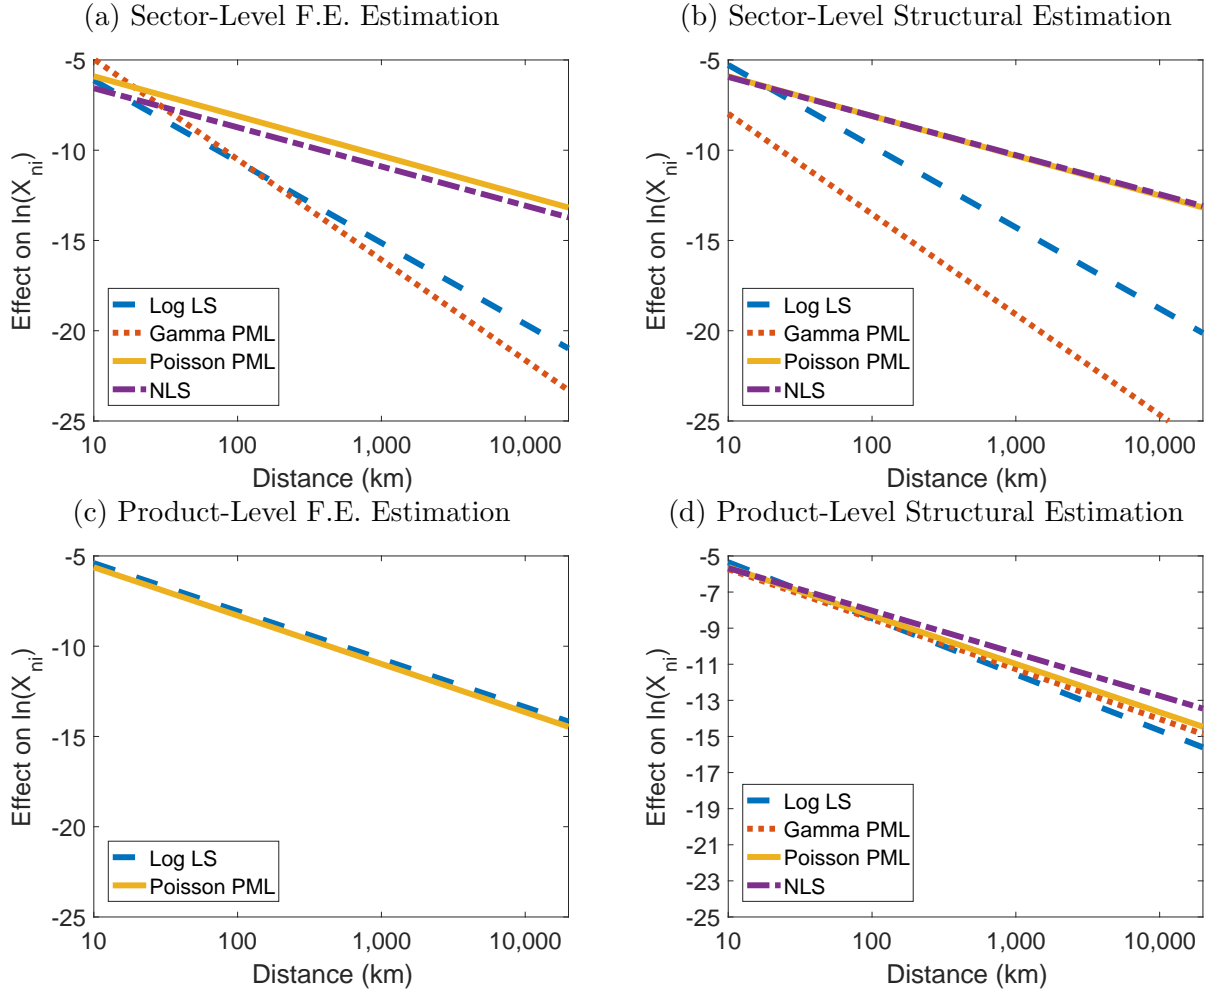 (a) Sector-Level F.E. Estimation
-5
-10
-15
-20
-25
Effect on ln(X_ni)
Log LS
Gamma PML
Poisson PML
NLS
10
100
1,000
10,000
Distance (km)
(b) Sector-Level Structural Estimation
-5
-10
-15
-20
-25
Effect on ln(X_ni)
Log LS
Gamma PML
Poisson PML
NLS
10
100
1,000
10,000
Distance (km)
(c) Product-Level F.E. Estimation
-5
-10
-15
-20
-25
Effect on ln(X_ni)
Log LS
Poisson PML
10
100
1,000
10,000
Distance (km)
(d) Product-Level Structural Estimation
-5
-7
-9
-11
-13
-15
-17
-19
-21
-23
-25
Effect on ln(X_ni)
Log LS
Gamma PML
Poisson PML
NLS
10
100
1,000
10,000
Distance (km)